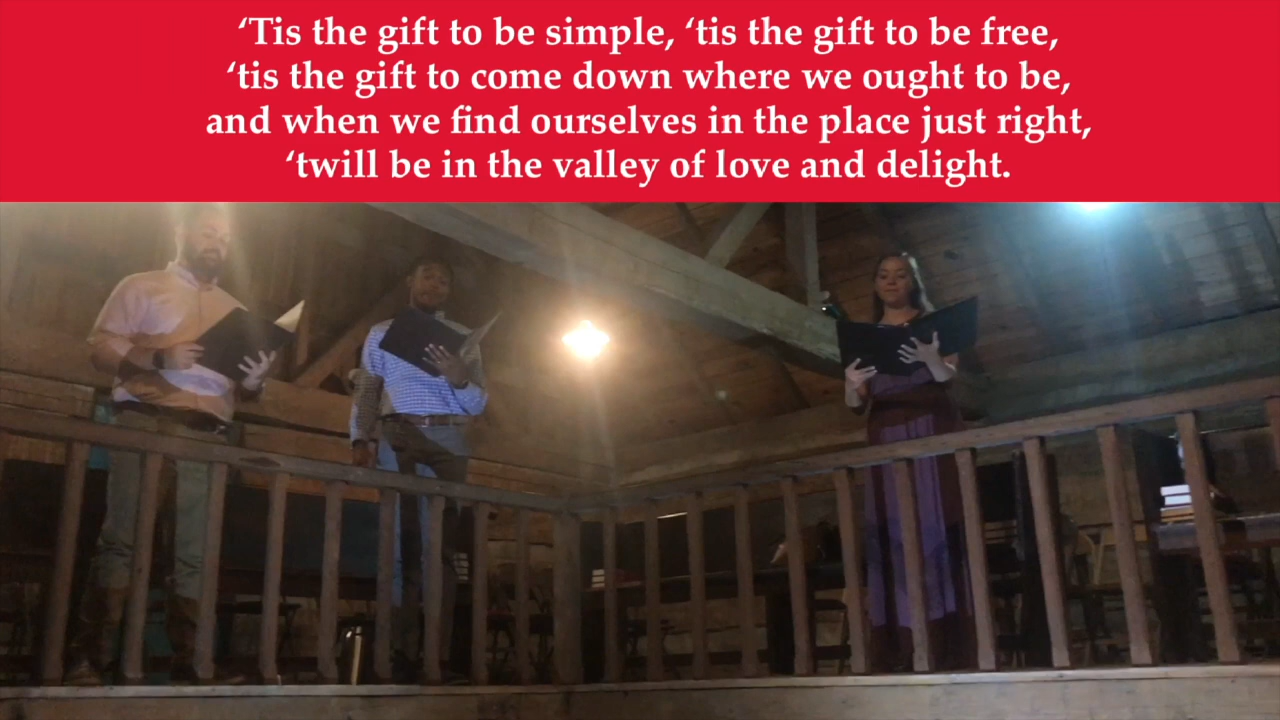 ‘Tis the gift to be simple, ‘tis the gift to be free,
‘tis the gift to come down where we ought to be,
and when we find ourselves in the place just right,
‘twill be in the valley of love and delight.